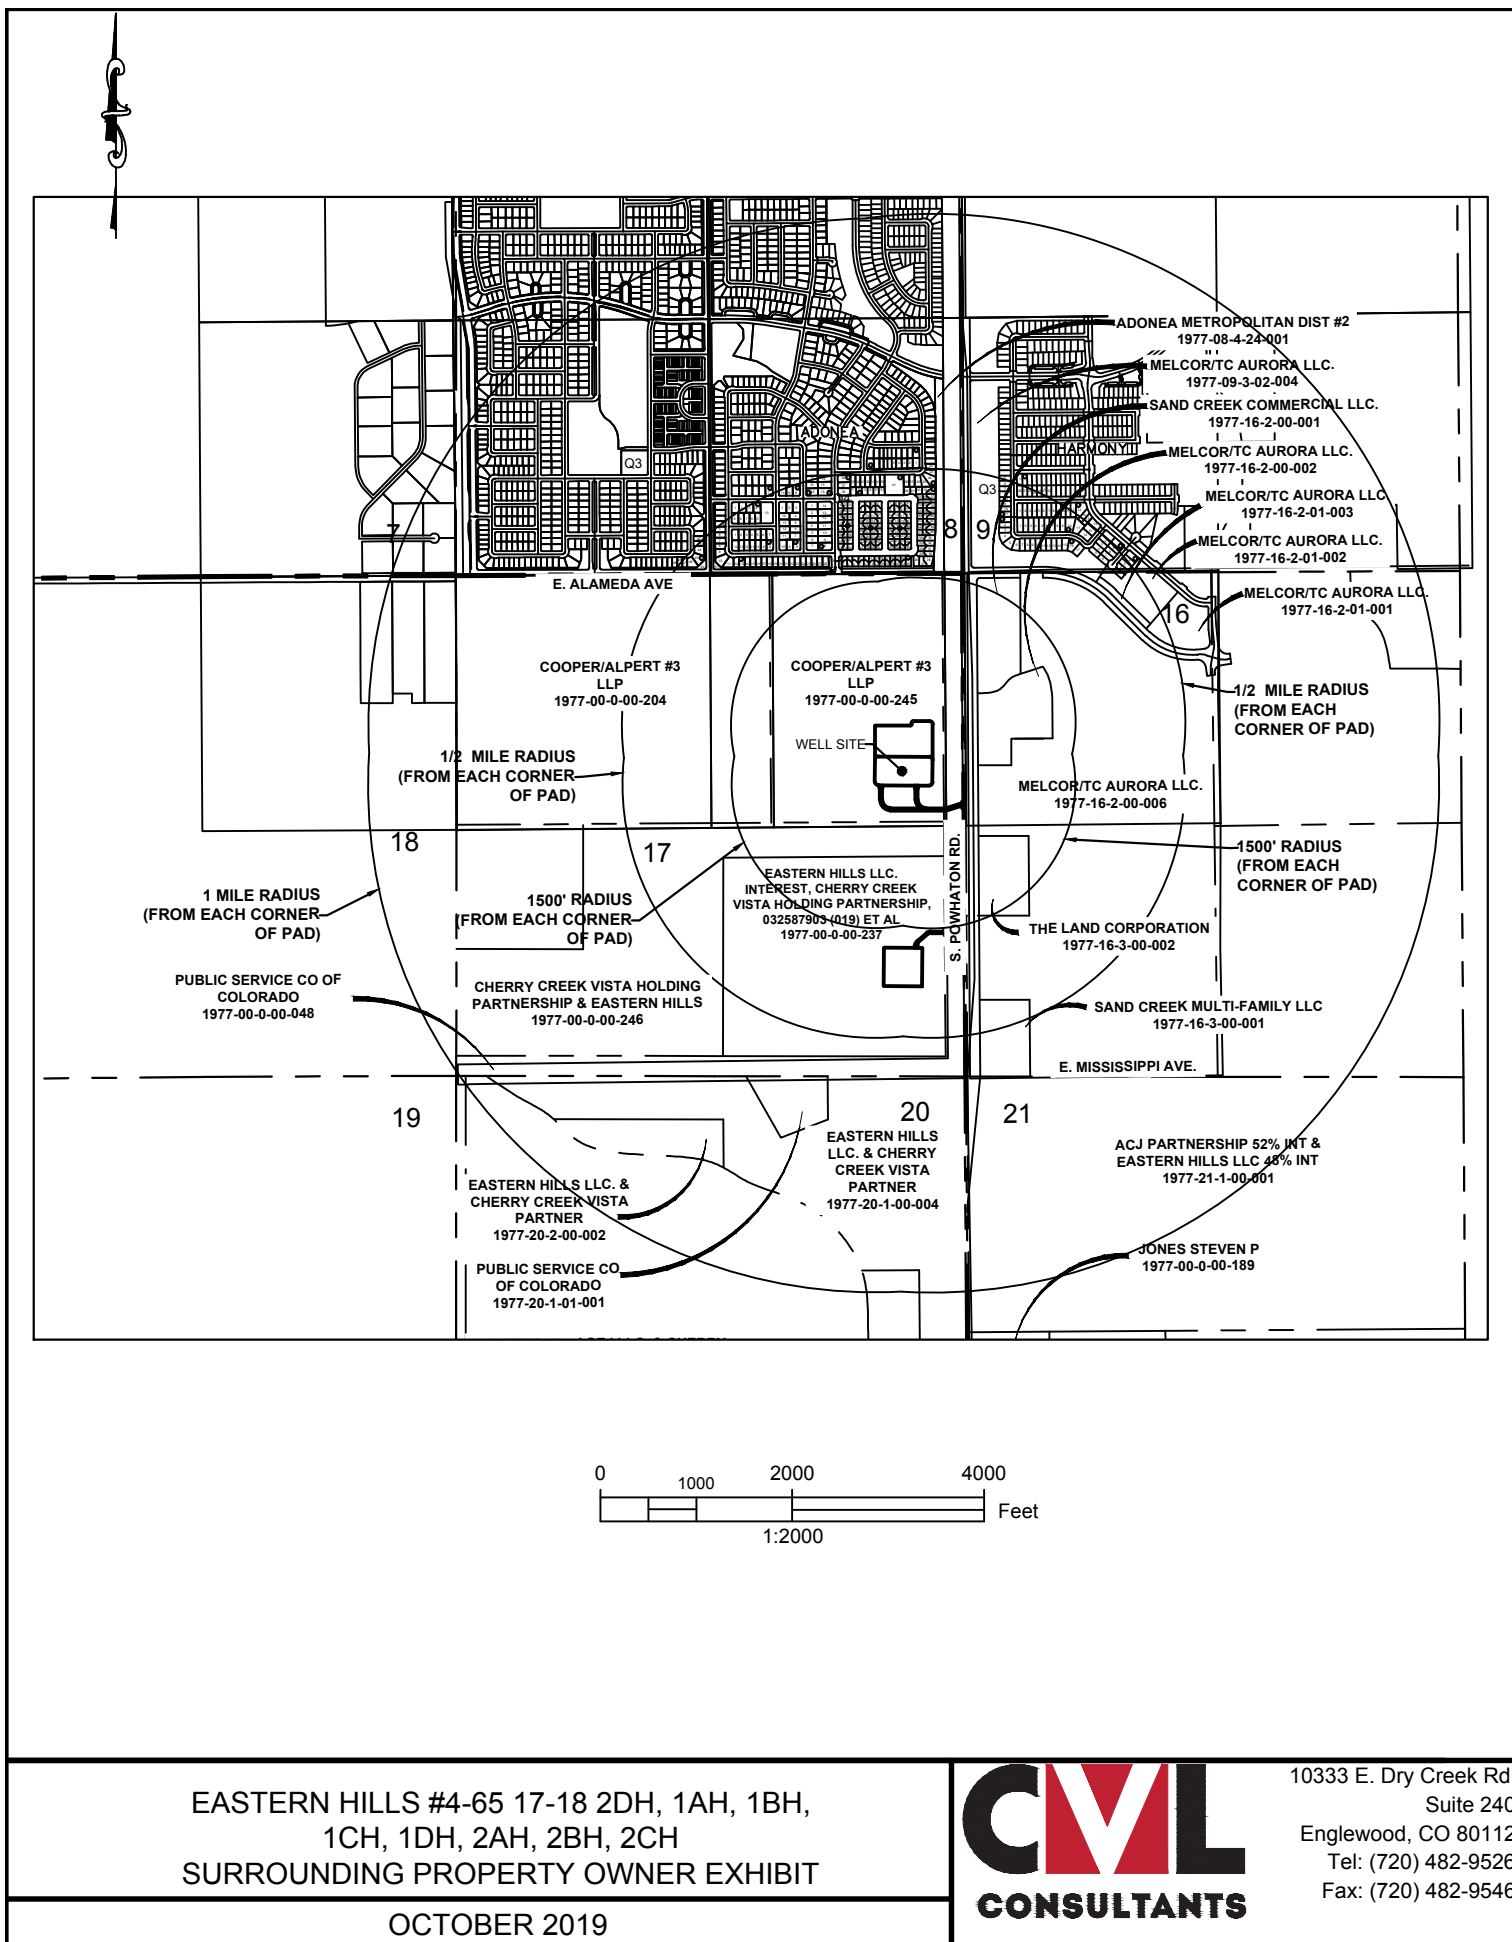 ADONEA METROPOLITAN DIST #2
1977-08-4-24-001
MELCOR/TC AURORA LLC.
1977-09-3-02-004
SAND CREEK COMMERCIAL LLC.
1977-16-2-00-001
ADONEA
HARMONY
MELCOR/TC AURORA LLC.
1977-16-2-00-002
Q3
Q3
MELCOR/TC AURORA LLC
1977-16-2-01-003
7
8
9
MELCOR/TC AURORA LLC.
1977-16-2-01-002
E. ALAMEDA AVE
MELCOR/TC AURORA LLC.
1977-16-2-01-001
16
COOPER/ALPERT #3
LLP
1977-00-0-00-204
COOPER/ALPERT #3
LLP
1977-00-0-00-245
1/2 MILE RADIUS
(FROM EACH
CORNER OF PAD)
WELL SITE
1/2 MILE RADIUS
(FROM EACH CORNER
OF PAD)
MELCOR/TC AURORA LLC.
1977-16-2-00-006
18
17
S. POWHATON RD.
1500' RADIUS
(FROM EACH
CORNER OF PAD)
EASTERN HILLS LLC.
INTEREST, CHERRY CREEK
VISTA HOLDING PARTNERSHIP,
032587903 (019) ET AL
1977-00-0-00-237
1 MILE RADIUS
(FROM EACH CORNER
OF PAD)
1500' RADIUS
(FROM EACH CORNER
OF PAD)
THE LAND CORPORATION
1977-16-3-00-002
PUBLIC SERVICE CO OF
COLORADO
1977-00-0-00-048
CHERRY CREEK VISTA HOLDING
PARTNERSHIP & EASTERN HILLS
1977-00-0-00-246
SAND CREEK MULTI-FAMILY LLC
1977-16-3-00-001
E. MISSISSIPPI AVE.
19
20
21
EASTERN HILLS
LLC. & CHERRY
CREEK VISTA
PARTNER
1977-20-1-00-004
ACJ PARTNERSHIP 52% INT &
EASTERN HILLS LLC 48% INT
1977-21-1-00-001
EASTERN HILLS LLC. &
CHERRY CREEK VISTA
PARTNER
1977-20-2-00-002
PUBLIC SERVICE CO
OF COLORADO
1977-20-1-01-001
JONES STEVEN P
1977-00-0-00-189
0 1000 2000 4000
Feet
1:2000
EASTERN HILLS #4-65 17-18 2DH, 1AH, 1BH,
1CH, 1DH, 2AH, 2BH, 2CH
SURROUNDING PROPERTY OWNER EXHIBIT
OCTOBER 2019
CVL
CONSULTANTS
10333 E. Dry Creek Rd
Suite 240
Englewood, CO 80112
Tel: (720) 482-9526
Fax: (720) 482-9546